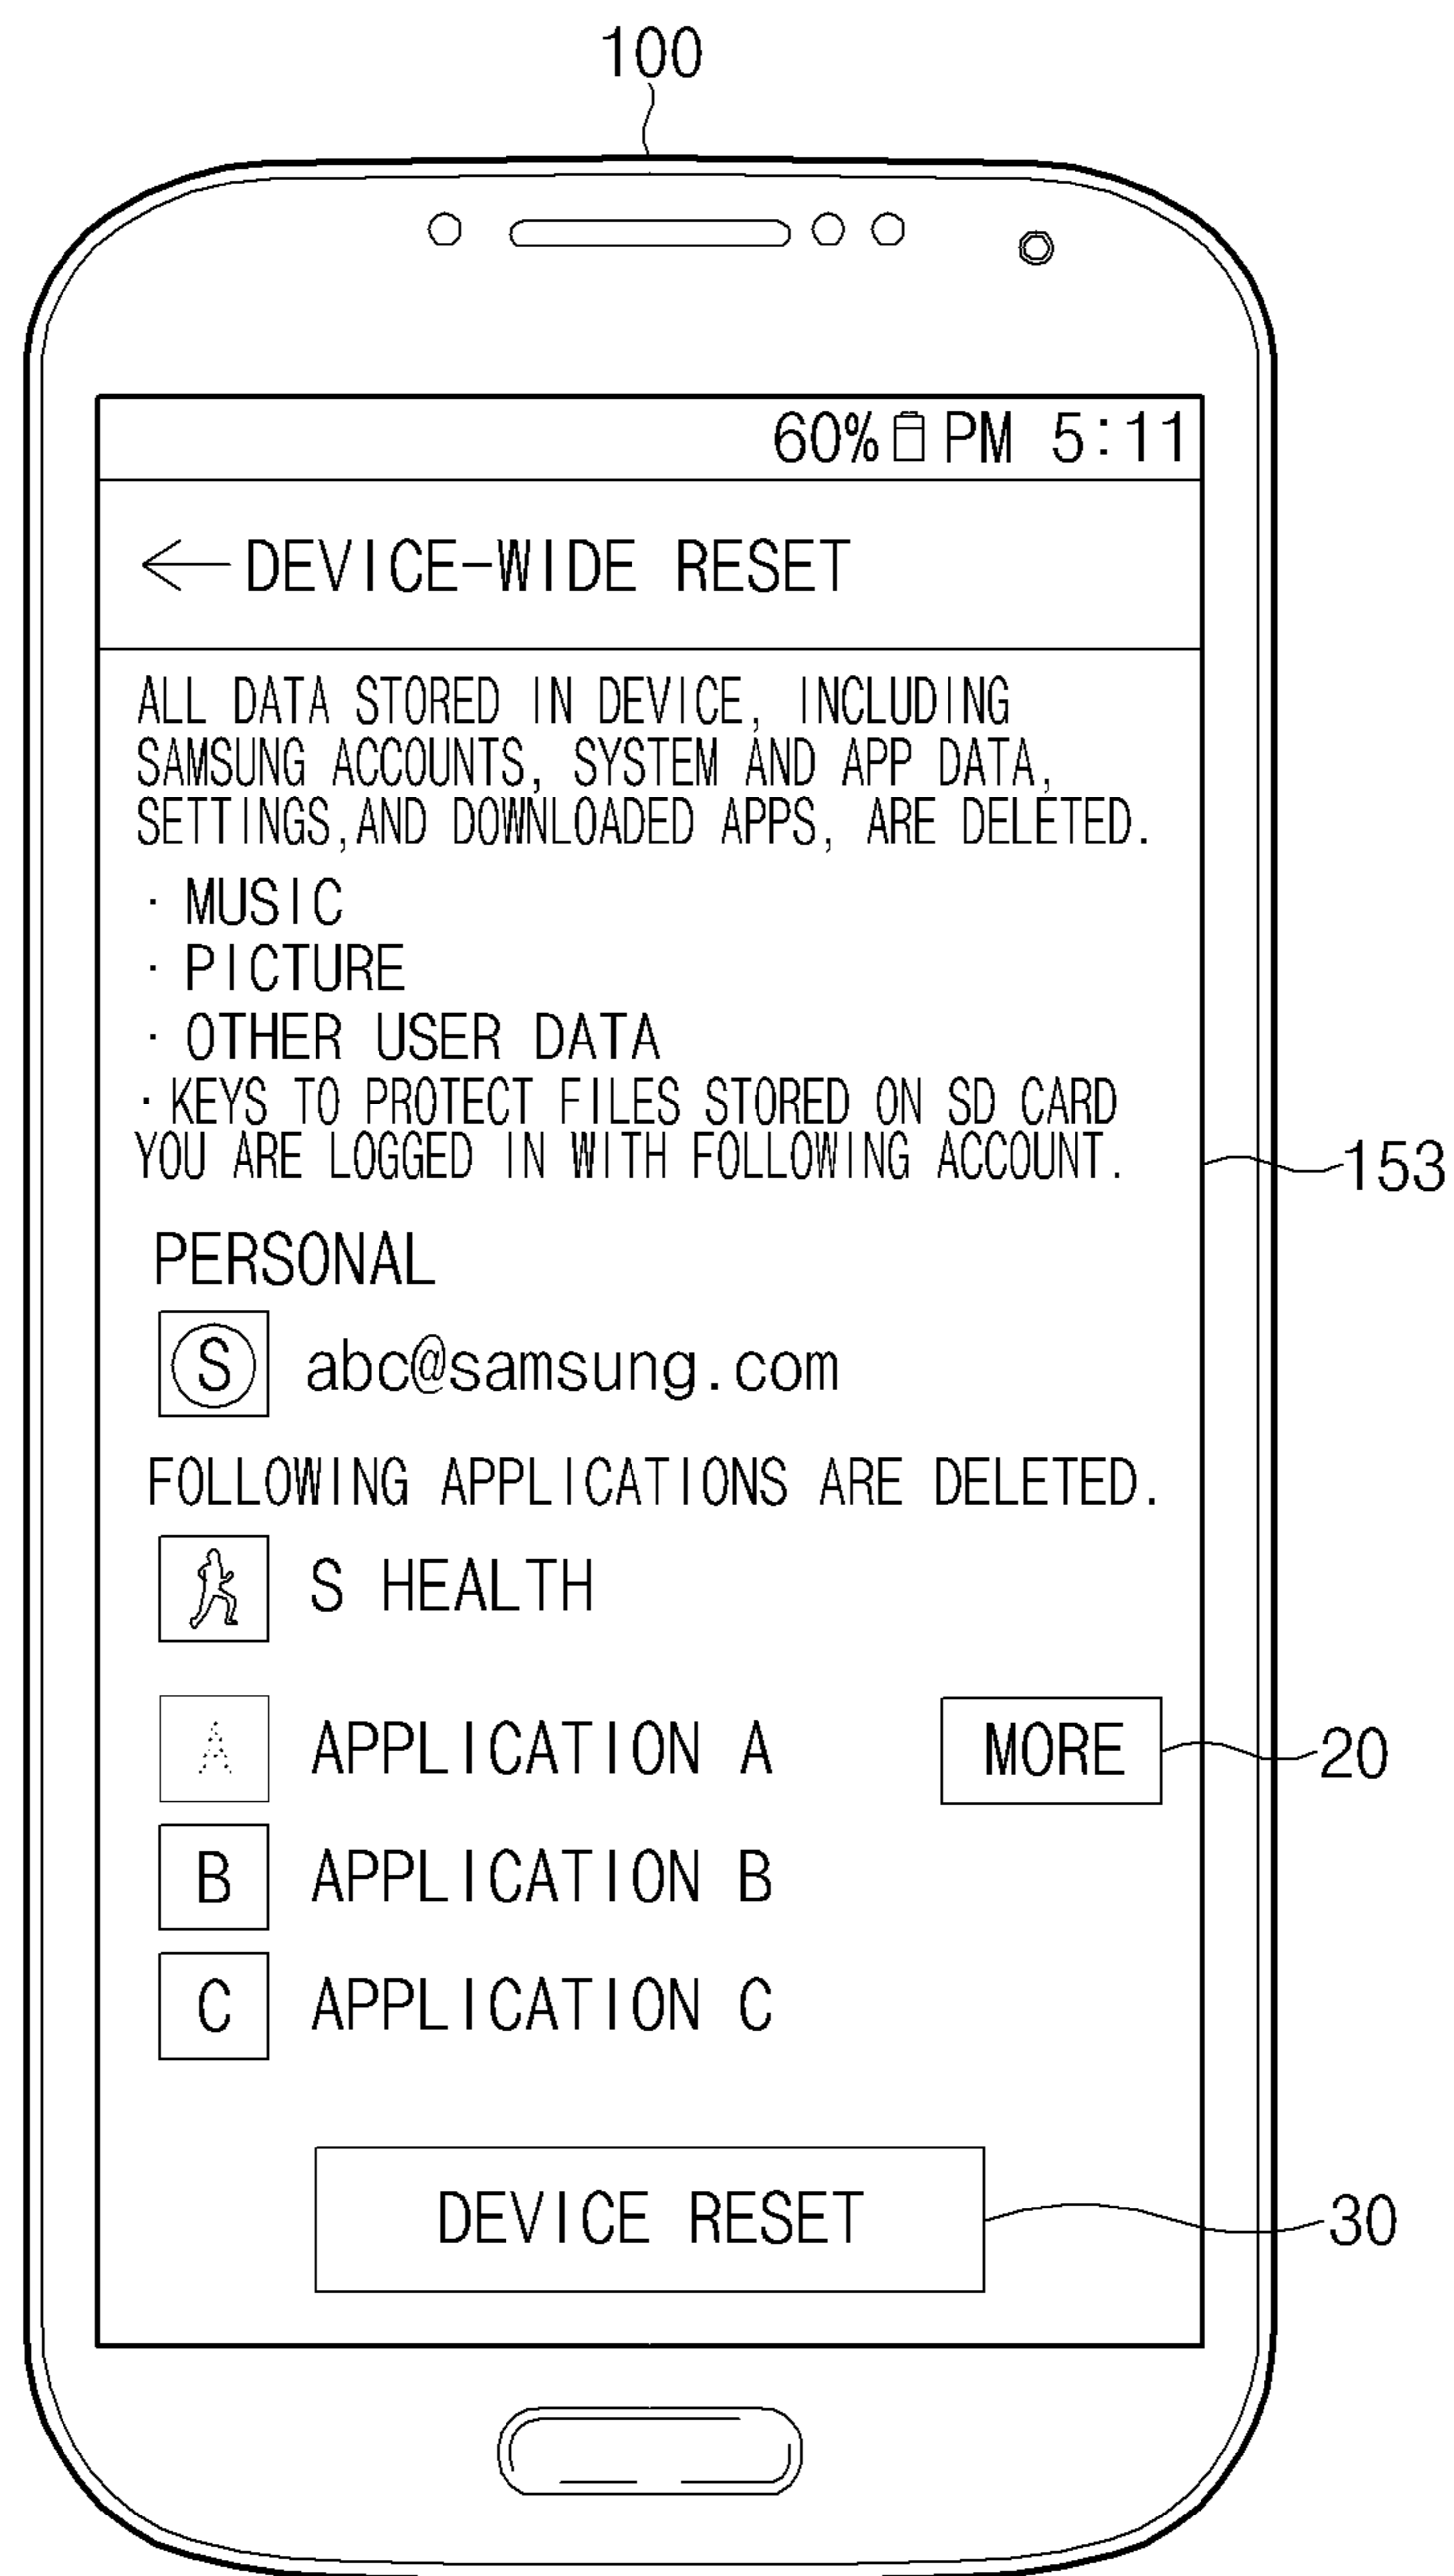 100
60% PM 5:11
←DEVICE-WIDE RESET
ALL DATA STORED IN DEVICE, INCLUDING
SAMSUNG ACCOUNTS, SYSTEM AND APP DATA,
SETTINGS,AND DOWNLOADED APPS, ARE DELETED.
· MUSIC
· PICTURE
· OTHER USER DATA
· KEYS TO PROTECT FILES STORED ON SD CARD
YOU ARE LOGGED IN WITH FOLLOWING ACCOUNT.
153
PERSONAL
S abc@samsung.com
FOLLOWING APPLICATIONS ARE DELETED.
S HEALTH
A APPLICATION A MORE 20
B APPLICATION B
C APPLICATION C
DEVICE RESET 30